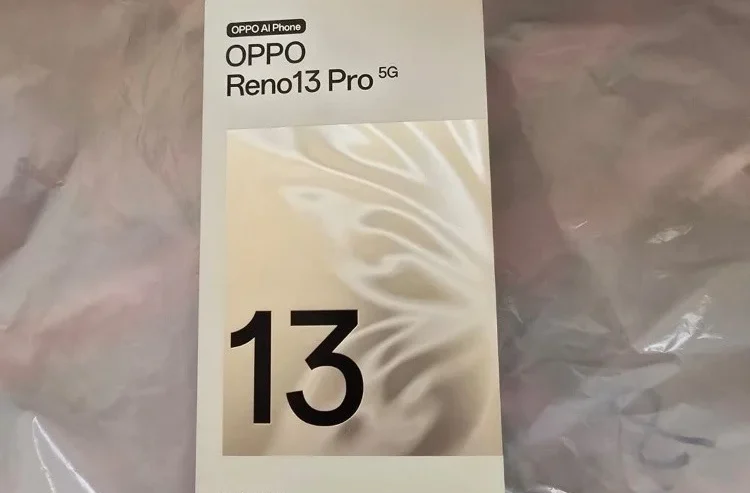 OPPO AI Phone
OPPO
Reno13 Pro 5G
13